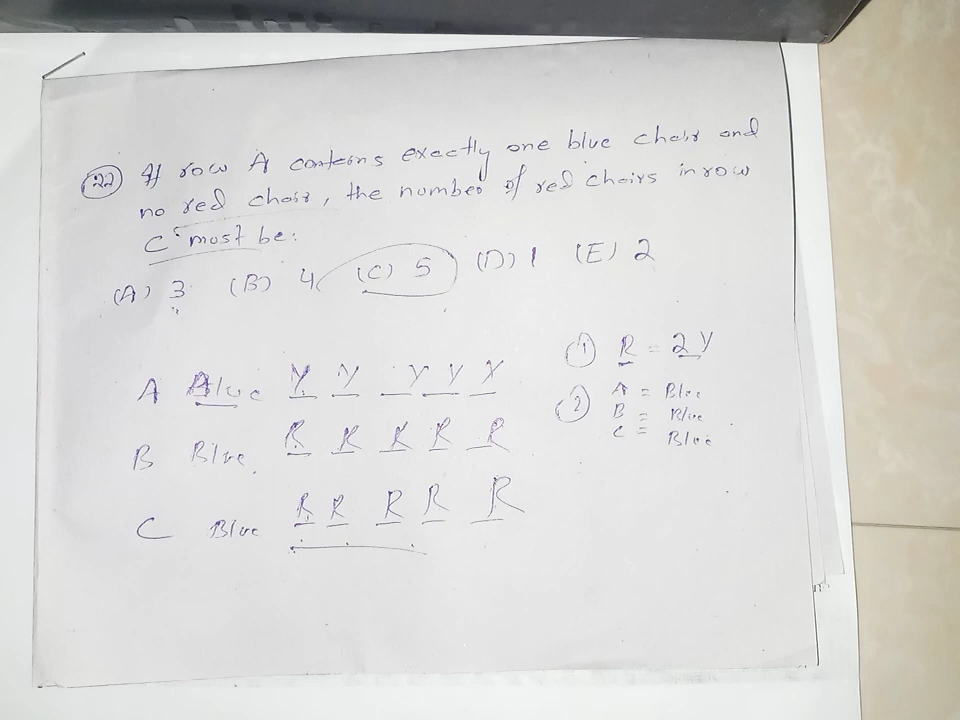 (22) If row A contains exactly one blue chair and
no red chair, the number of red chairs in row
C must be:
(A) 3 (B) 4 (C) 5 (D) 1 (E) 2
(1) R = 2Y
A Blue Y Y Y Y Y
(2) A = Blue
B = Blue
C = Blue
B Blue R R R R R
C Blue R R R R R